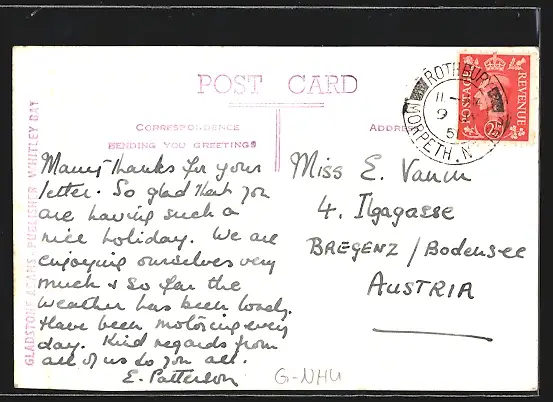 POST CARD
CORRESPONDENCE
ADDRESS
SENDING YOU GREETINGS
Many thanks for your
letter. So glad that you
are having such a
nice holiday. We are
enjoying ourselves very
much & so far the
weather has been lovely.
Have been motoring every
day. Kind regards from
all of us to you all.
E. Patterson
G-NHU
Miss E. Vanin
4. Ilgagasse
BREGENZ / Bodensee
AUSTRIA
ROTHBURY
MORPETH. N
51
POSTAGE
REVENUE
GLADSTONE ADAMS - PUBLISHER WHITLEY BAY